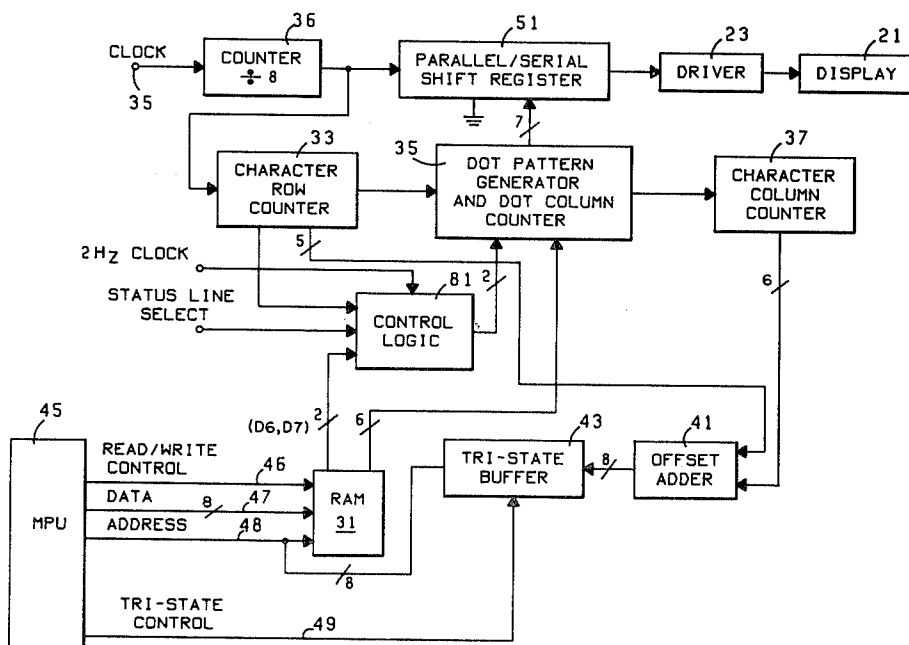 36
51
23
21
CLOCK
COUNTER
÷ 8
PARALLEL/SERIAL
SHIFT REGISTER
DRIVER
DISPLAY
35
7
33
35
37
CHARACTER
ROW
COUNTER
DOT PATTERN
GENERATOR
AND DOT COLUMN
COUNTER
CHARACTER
COLUMN
COUNTER
5
2HZ CLOCK
81
2
6
STATUS LINE
SELECT
CONTROL
LOGIC
45
(D6,D7)
2
6
43
41
READ/WRITE
CONTROL
46
TRI-STATE
BUFFER
8
OFFSET
ADDER
DATA
8
47
RAM
31
MPU
ADDRESS
48
8
TRI-STATE
CONTROL
49